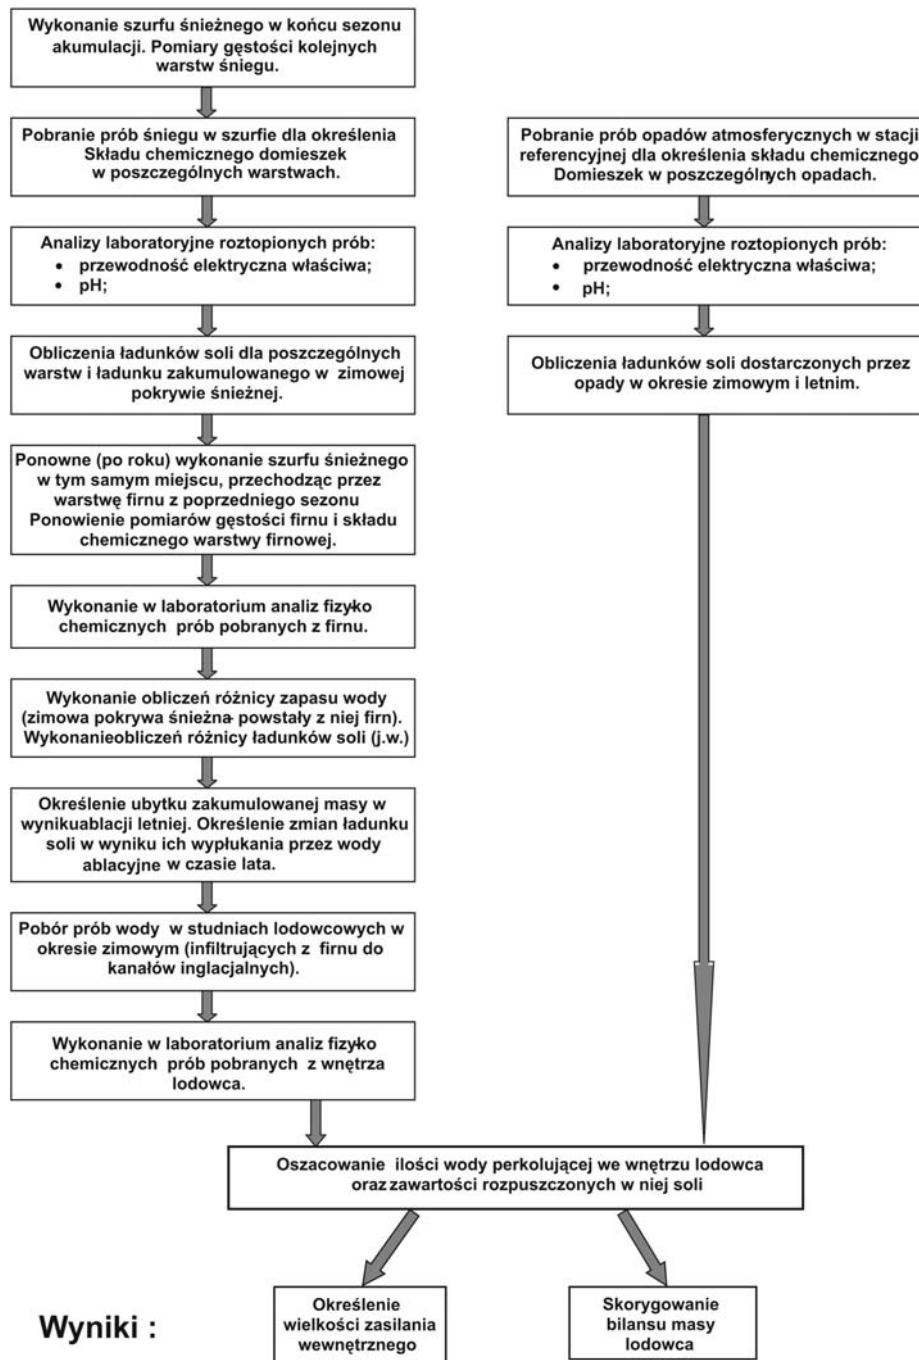 Wykonanie szurfu śnieżnego w końcu sezonu
akumulacji. Pomiary gęstości kolejnych
warstw śniegu.
Pobranie prób śniegu w szurfie dla określenia
Składu chemicznego domieszek
w poszczególnych warstwach.
Analizy laboratoryjne roztopionych prób:
• przewodność elektryczna właściwa;
• pH;
Obliczenia ładunków soli dla poszczególnych
warstw i ładunku zakumulowanego w zimowej
pokrywie śnieżnej.
Ponowne (po roku) wykonanie szurfu śnieżnego
w tym samym miejscu, przechodząc przez
warstwę firnu z poprzedniego sezonu
Ponowienie pomiarów gęstości firnu i składu
chemicznego warstwy firnowej.
Wykonanie w laboratorium analiz fizyko
chemicznych prób pobranych z firnu.
Wykonanie obliczeń różnicy zapasu wody
(zimowa pokrywa śnieżna- powstały z niej firn).
Wykonanieobliczeń różnicy ładunków soli (j.w.)
Określenie ubytku zakumulowanej masy w
wynikuablacji letniej. Określenie zmian ładunku
soli w wyniku ich wypłukania przez wody
ablacyjne w czasie lata.
Pobór prób wody w studniach lodowcowych w
okresie zimowym (infiltrujących z firnu do
kanałów inglacjalnych).
Wykonanie w laboratorium analiz fizyko
chemicznych prób pobranych z wnętrza
lodowca.
Pobranie prób opadów atmosferycznych w stacji
referencyjnej dla określenia składu chemicznego
Domieszek w poszczególnych opadach.
Analizy laboratoryjne roztopionych prób:
• przewodność elektryczna właściwa;
• pH;
Obliczenia ładunków soli dostarczonych przez
opady w okresie zimowym i letnim.
Oszacowanie ilości wody perkolującej we wnętrzu lodowca
oraz zawartości rozpuszczonych w niej soli
Wyniki :
Określenie
wielkości zasilania
wewnętrznego
Skorygowanie
bilansu masy
lodowca